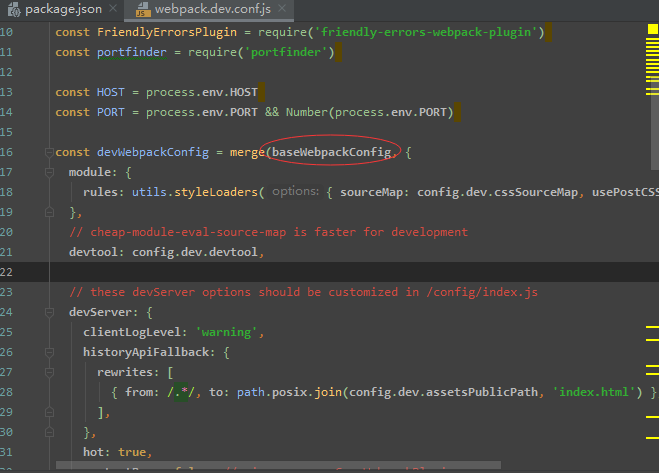 package.json
webpack.dev.conf.js
10 const FriendlyErrorsPlugin = require('friendly-errors-webpack-plugin')
11 const portfinder = require('portfinder')
12
13 const HOST = process.env.HOST
14 const PORT = process.env.PORT && Number(process.env.PORT)
15
16 const devWebpackConfig = merge(baseWebpackConfig, {
17 module: {
18 rules: utils.styleLoaders( options: { sourceMap: config.dev.cssSourceMap, usePostCSS
19 },
20 // cheap-module-eval-source-map is faster for development
21 devtool: config.dev.devtool,
22
23 // these devServer options should be customized in /config/index.js
24 devServer: {
25 clientLogLevel: 'warning',
26 historyApiFallback: {
27 rewrites: [
28 { from: /.*/, to: path.posix.join(config.dev.assetsPublicPath, 'index.html') }
29 ],
30 },
31 hot: true,